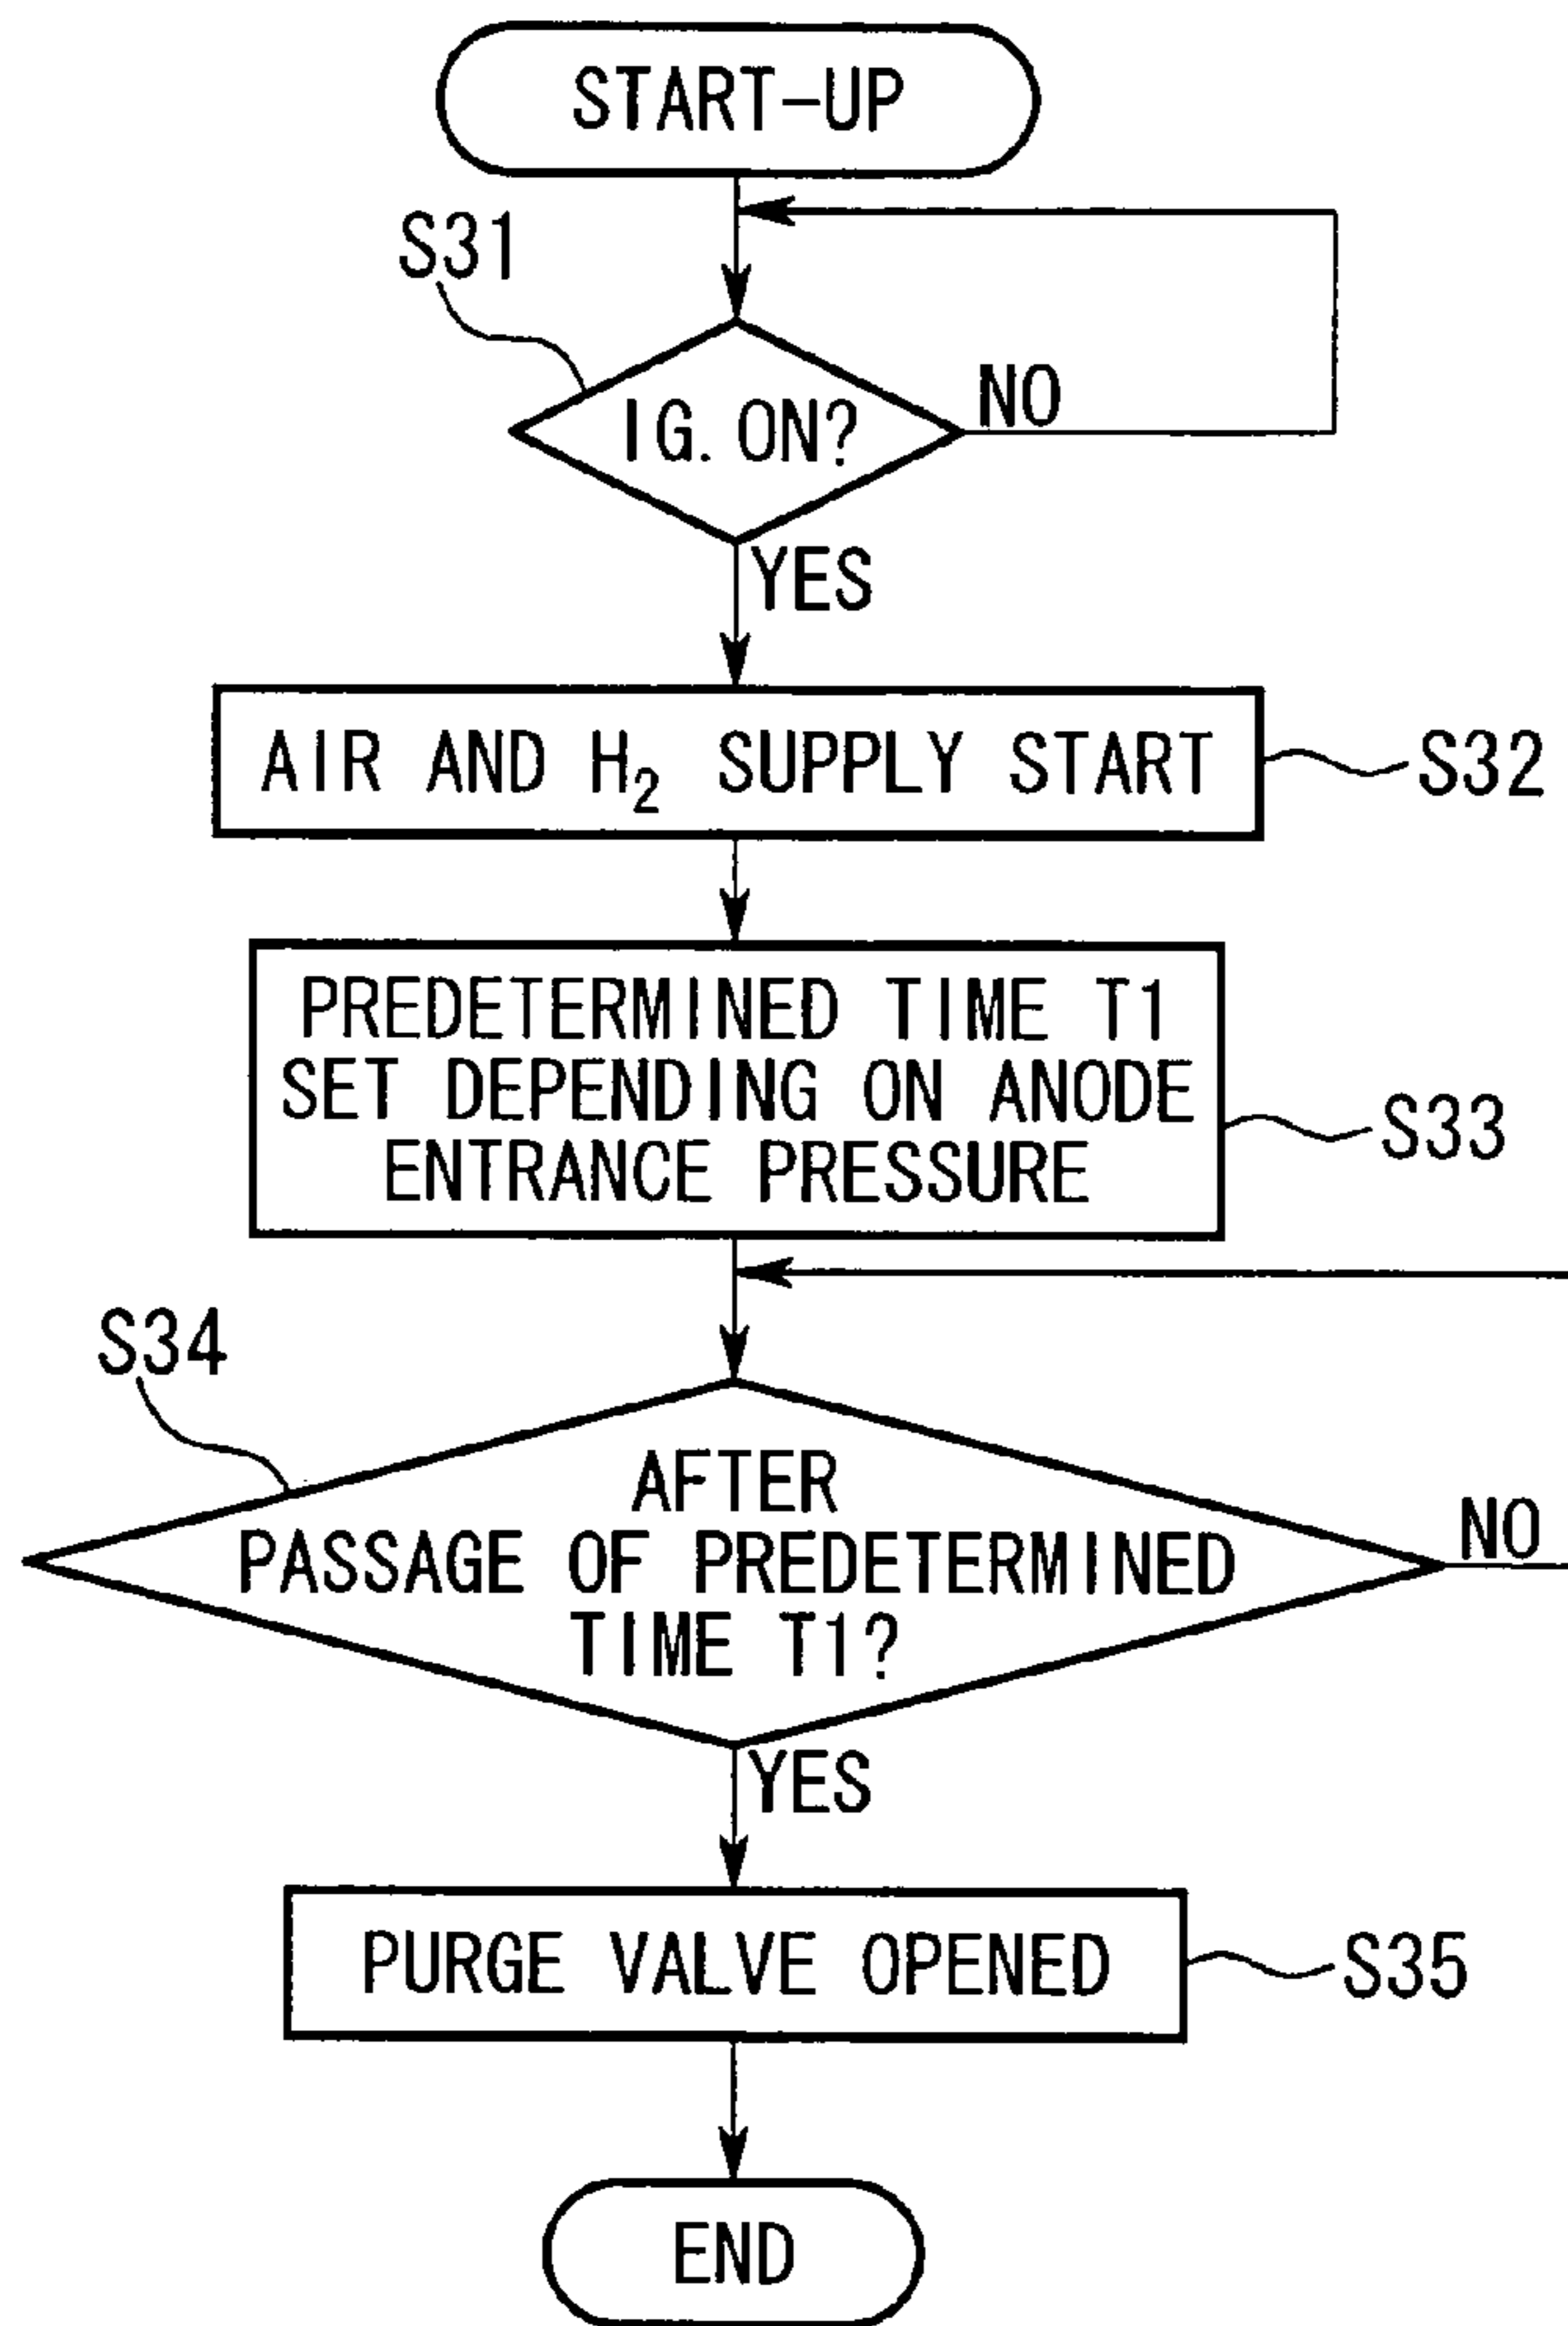 START-UP
S31
IG. ON?
NO
YES
AIR AND H₂ SUPPLY START
S32
PREDETERMINED TIME T1
SET DEPENDING ON ANODE
ENTRANCE PRESSURE
S33
S34
AFTER
PASSAGE OF PREDETERMINED
TIME T1?
NO
YES
PURGE VALVE OPENED
S35
END